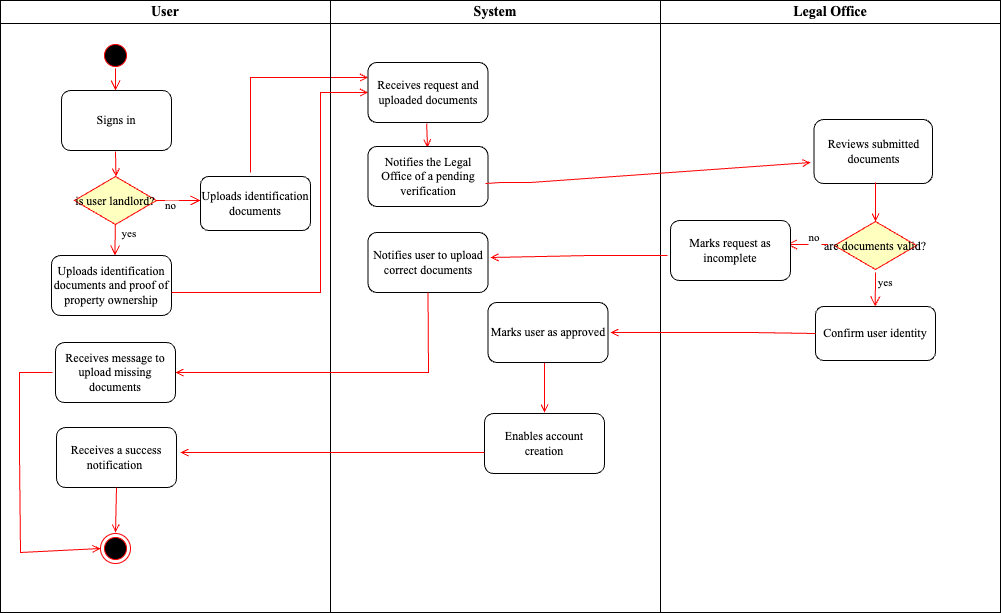 User
System
Legal Office
Signs in
is user landlord?
no
yes
Uploads identification
documents
Uploads identification
documents and proof of
property ownership
Receives request and
uploaded documents
Notifies the Legal
Office of a pending
verification
Reviews submitted
documents
are documents valid?
no
yes
Marks request as
incomplete
Notifies user to upload
correct documents
Confirm user identity
Marks user as approved
Receives message to
upload missing
documents
Enables account
creation
Receives a success
notification